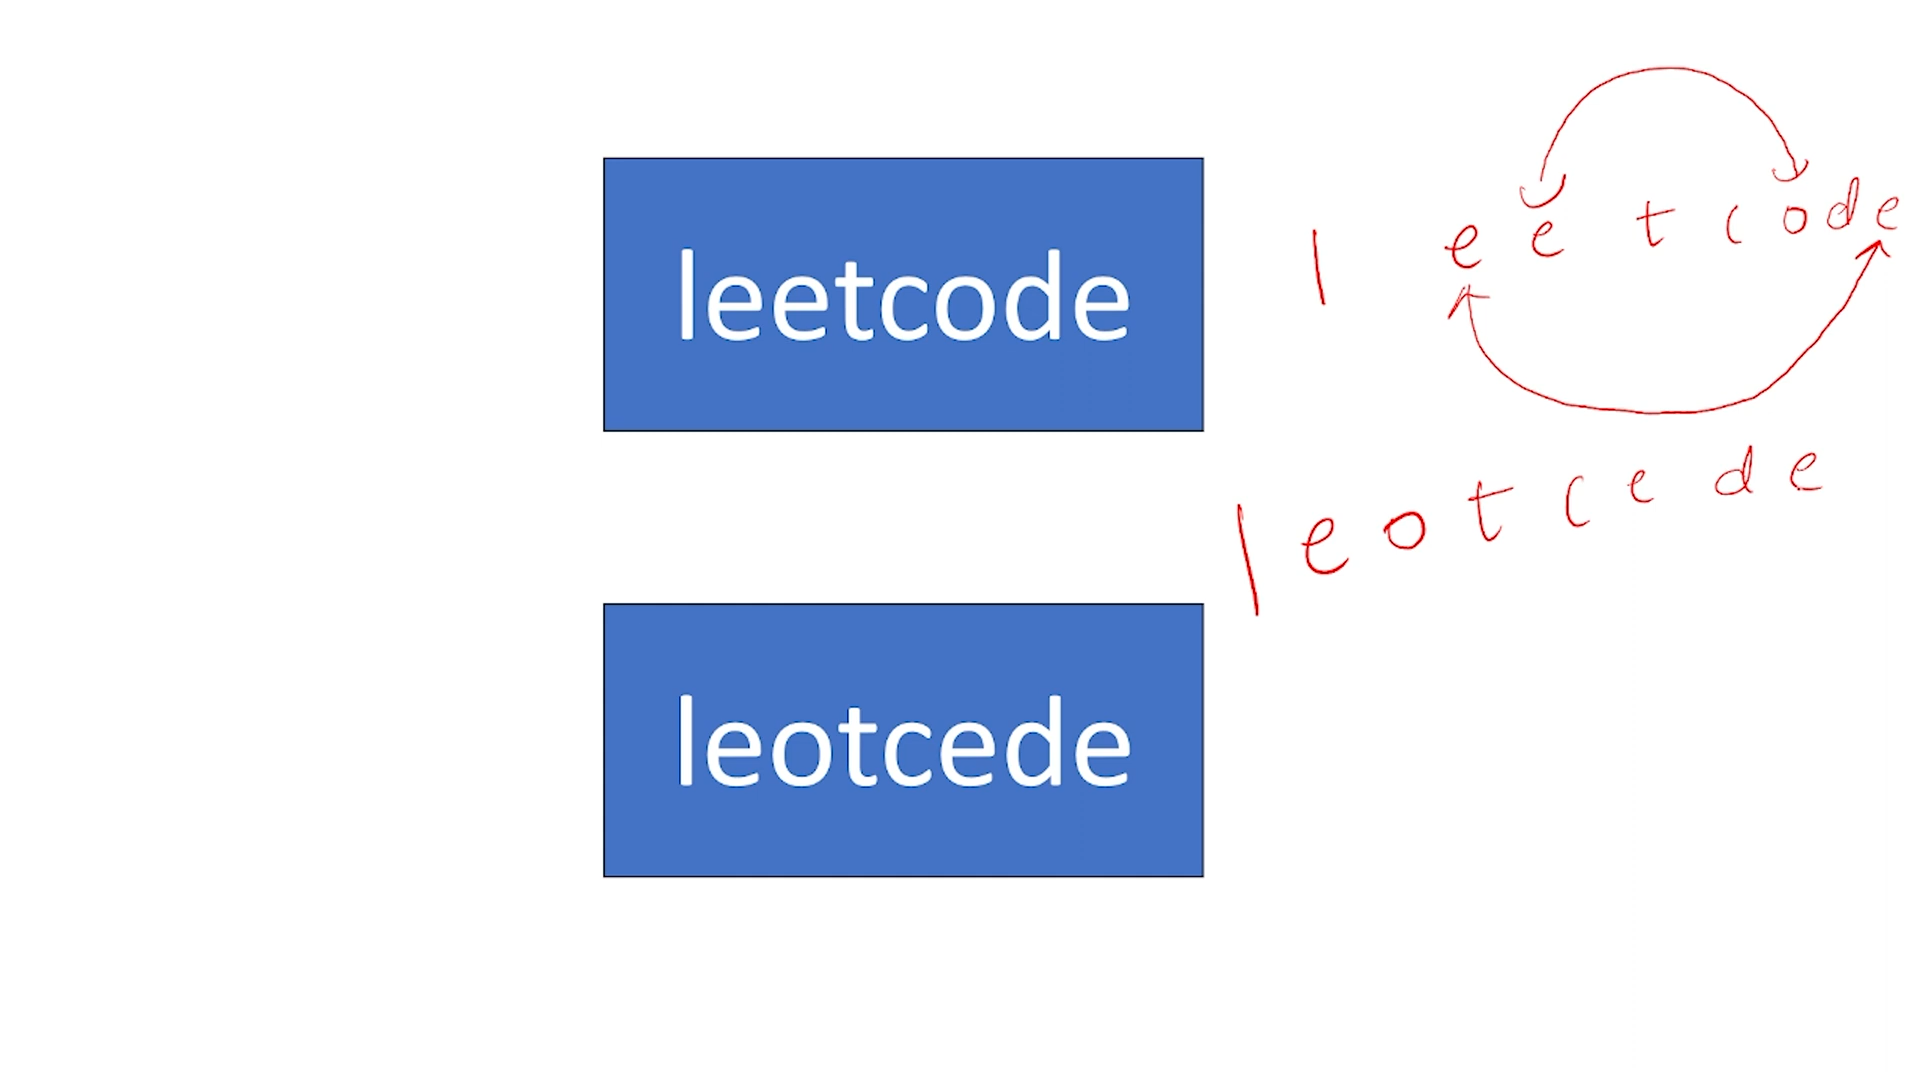 leetcode
l e e t c o d e
l e o t c e d e
leotcede